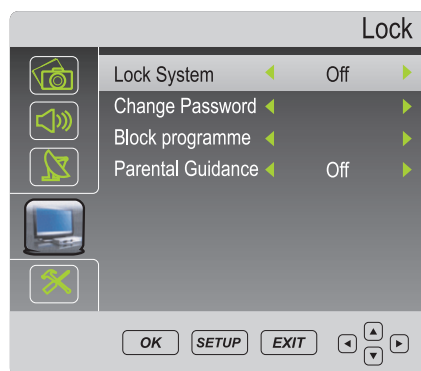 Lock
Lock System Off
Change Password
Block programme
Parental Guidance Off
OK SETUP EXIT